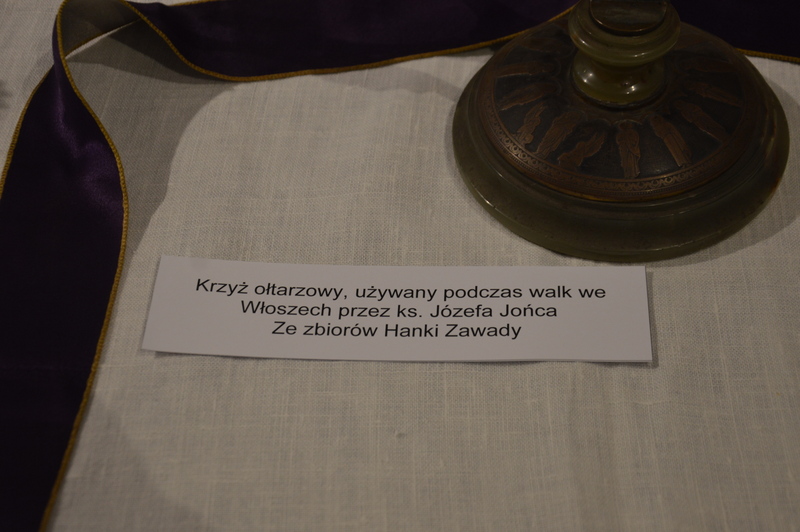 Krzyż ołtarzowy, używany podczas walk we
Włoszech przez ks. Józefa Jońca
Ze zbiorów Hanki Zawady